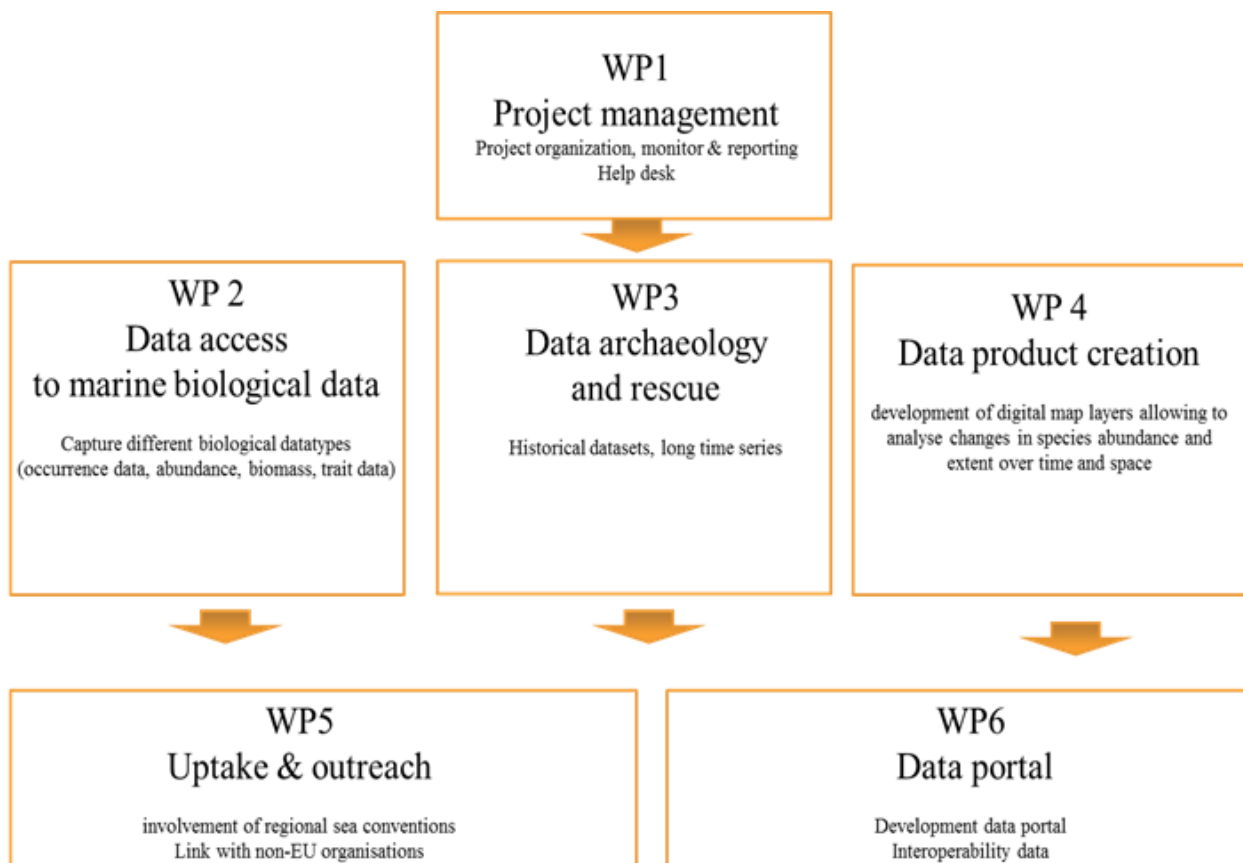 WP1
Project management
Project organization, monitor & reporting
Help desk
WP 2
Data access
to marine biological data
Capture different biological datatypes
(occurrence data, abundance, biomass, trait data)
WP3
Data archaeology
and rescue
Historical datasets, long time series
WP 4
Data product creation
development of digital map layers allowing to
analyse changes in species abundance and
extent over time and space
WP5
Uptake & outreach
involvement of regional sea conventions
Link with non-EU organisations
WP6
Data portal
Development data portal
Interoperability data